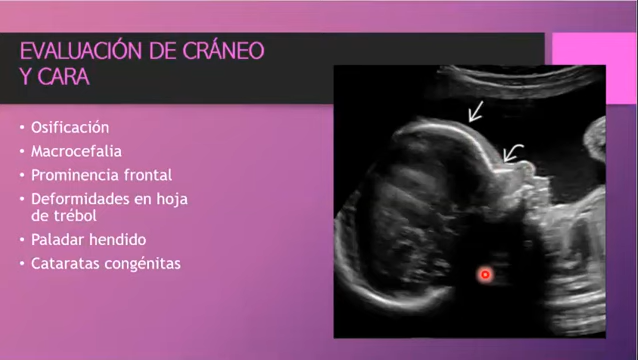 EVALUACIÓN DE CRÁNEO
Y CARA
• Osificación
• Macrocefalia
• Prominencia frontal
• Deformidades en hoja
de trébol
• Paladar hendido
• Cataratas congénitas